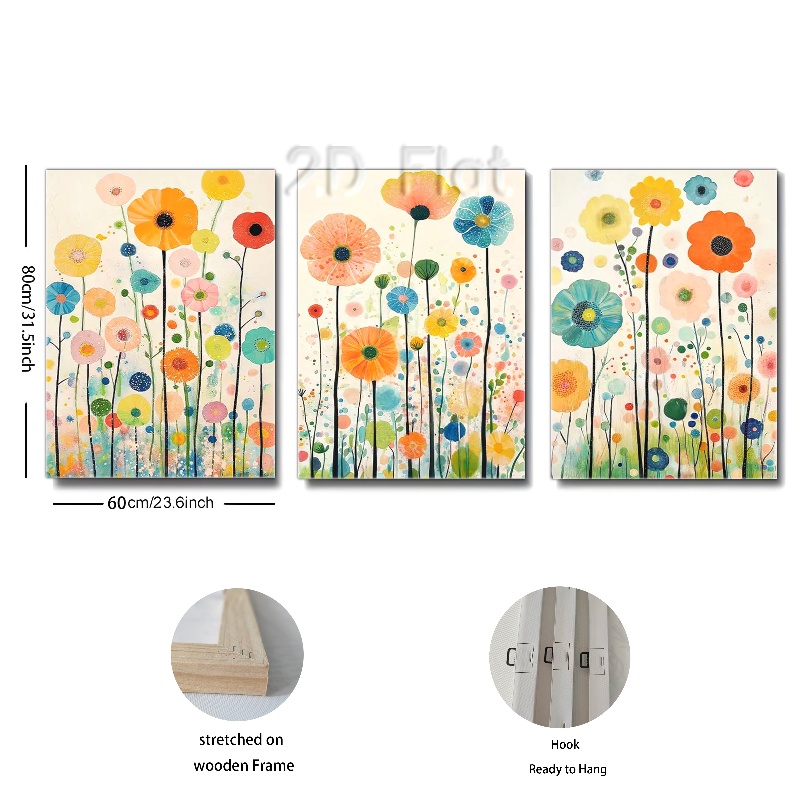 2D Flat
80cm/31.5inch
60cm/23.6inch
stretched on
wooden Frame
Hook
Ready to Hang